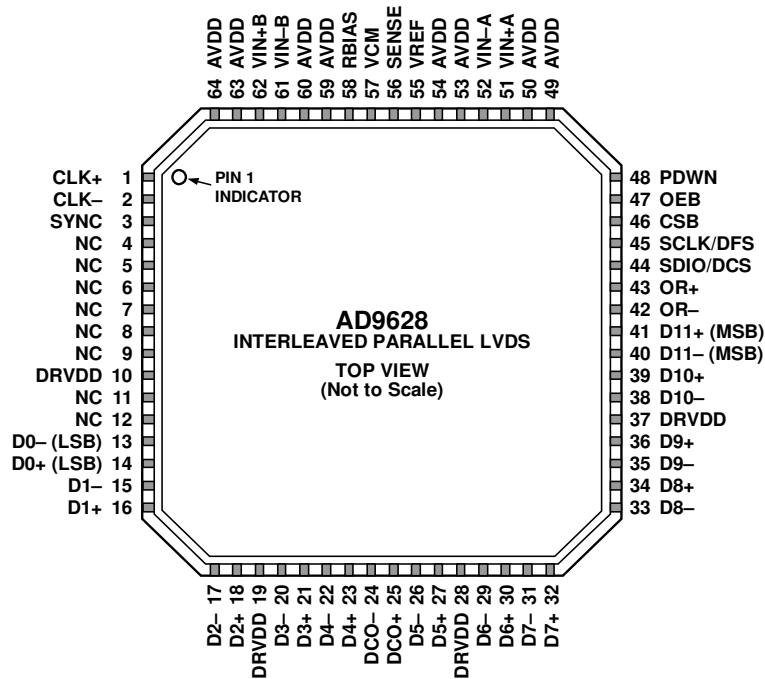 64 AVDD
63 AVDD
62 VIN+B
61 VIN–B
60 AVDD
59 AVDD
58 RBIAS
57 VCM
56 SENSE
55 VREF
54 AVDD
53 AVDD
52 VIN–A
51 VIN+A
50 AVDD
49 AVDD
CLK+ 1
CLK– 2
SYNC 3
NC 4
NC 5
NC 6
NC 7
NC 8
NC 9
DRVDD 10
NC 11
NC 12
D0– (LSB) 13
D0+ (LSB) 14
D1– 15
D1+ 16
PIN 1
INDICATOR
AD9628
INTERLEAVED PARALLEL LVDS
TOP VIEW
(Not to Scale)
48 PDWN
47 OEB
46 CSB
45 SCLK/DFS
44 SDIO/DCS
43 OR+
42 OR–
41 D11+ (MSB)
40 D11– (MSB)
39 D10+
38 D10–
37 DRVDD
36 D9+
35 D9–
34 D8+
33 D8–
D2– 17
D2+ 18
DRVDD 19
D3– 20
D3+ 21
D4– 22
D4+ 23
DCO– 24
DCO+ 25
D5– 26
D5+ 27
DRVDD 28
D6– 29
D6+ 30
D7– 31
D7+ 32